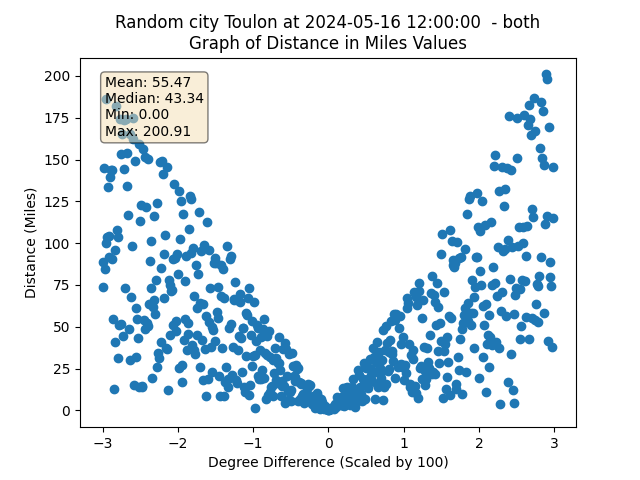 Random city Toulon at 2024-05-16 12:00:00  - both
Graph of Distance in Miles Values
Mean: 55.47
Median: 43.34
Min: 0.00
Max: 200.91
Distance (Miles)
200
175
150
125
100
75
50
25
0
−3
−2
−1
0
1
2
3
Degree Difference (Scaled by 100)